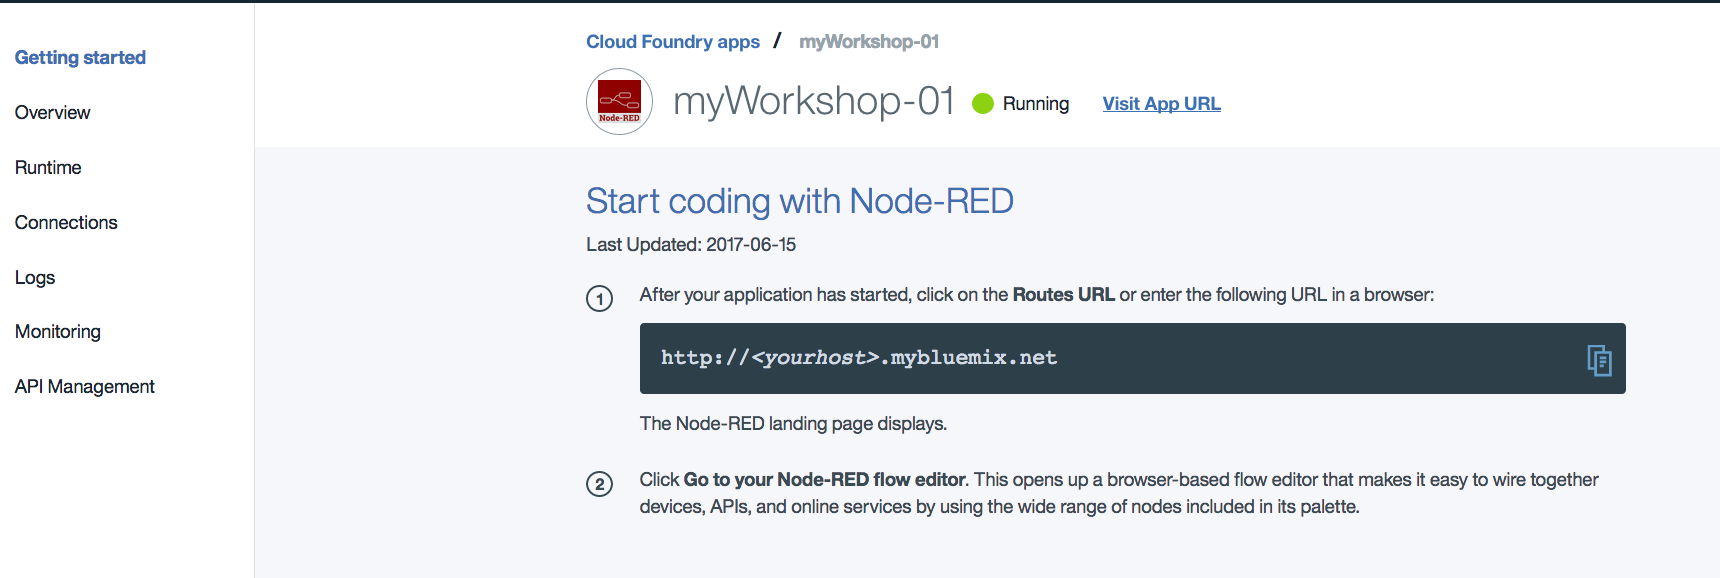 Getting started
Overview
Runtime
Connections
Logs
Monitoring
API Management
Cloud Foundry apps / myWorkshop-01
Node-RED
myWorkshop-01 Running Visit App URL
Start coding with Node-RED
Last Updated: 2017-06-15
1 After your application has started, click on the Routes URL or enter the following URL in a browser:
http://<yourhost>.mybluemix.net
The Node-RED landing page displays.
2 Click Go to your Node-RED flow editor. This opens up a browser-based flow editor that makes it easy to wire together
devices, APIs, and online services by using the wide range of nodes included in its palette.